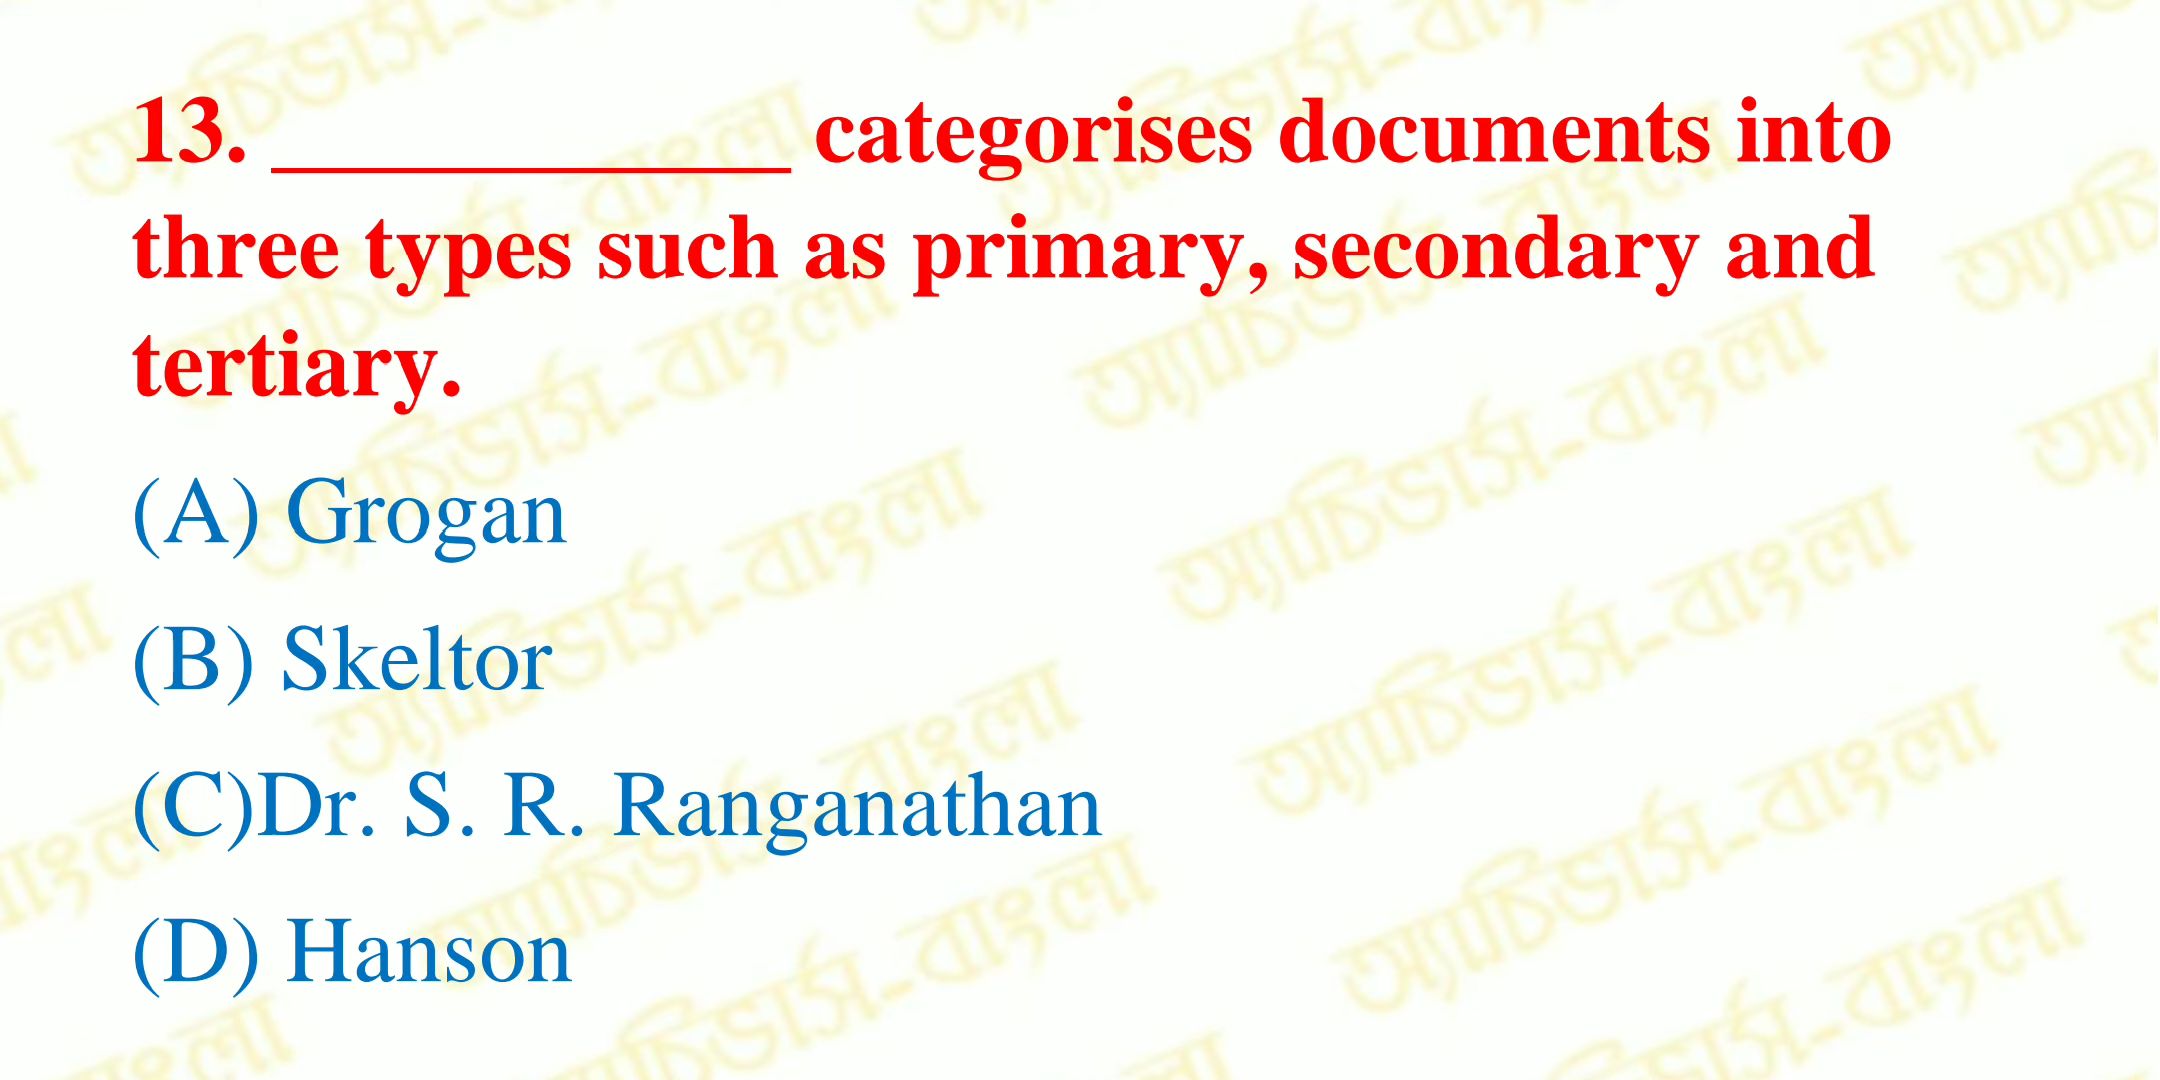 13. ____________ categorises documents into
three types such as primary, secondary and
tertiary.
(A) Grogan
(B) Skeltor
(C)Dr. S. R. Ranganathan
(D) Hanson
অ্যাচিভার্স-বাংলা